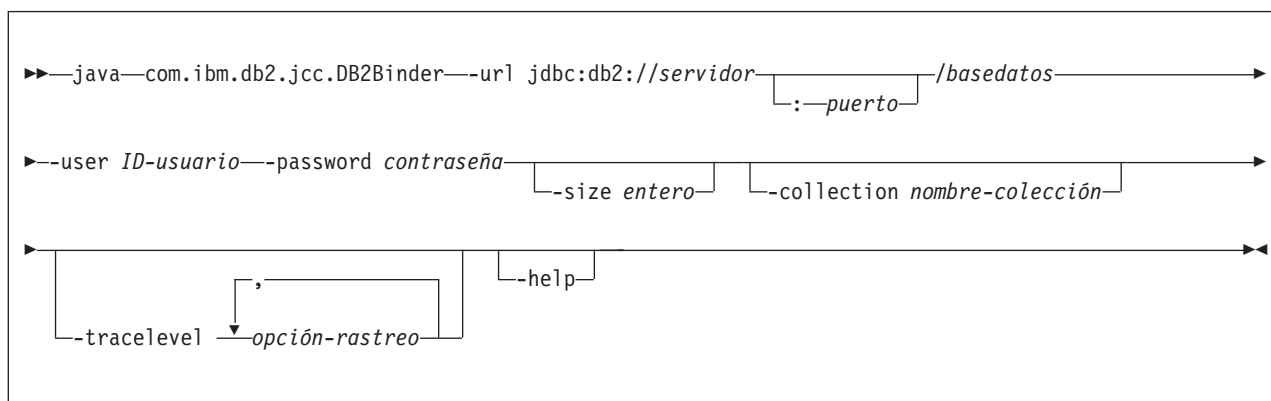 java com.ibm.db2.jcc.DB2Binder -url jdbc:db2://servidor /basedatos
: puerto
-user ID-usuario -password contraseña
-size entero -collection nombre-colección
,
-help
-tracelevel opción-rastreo